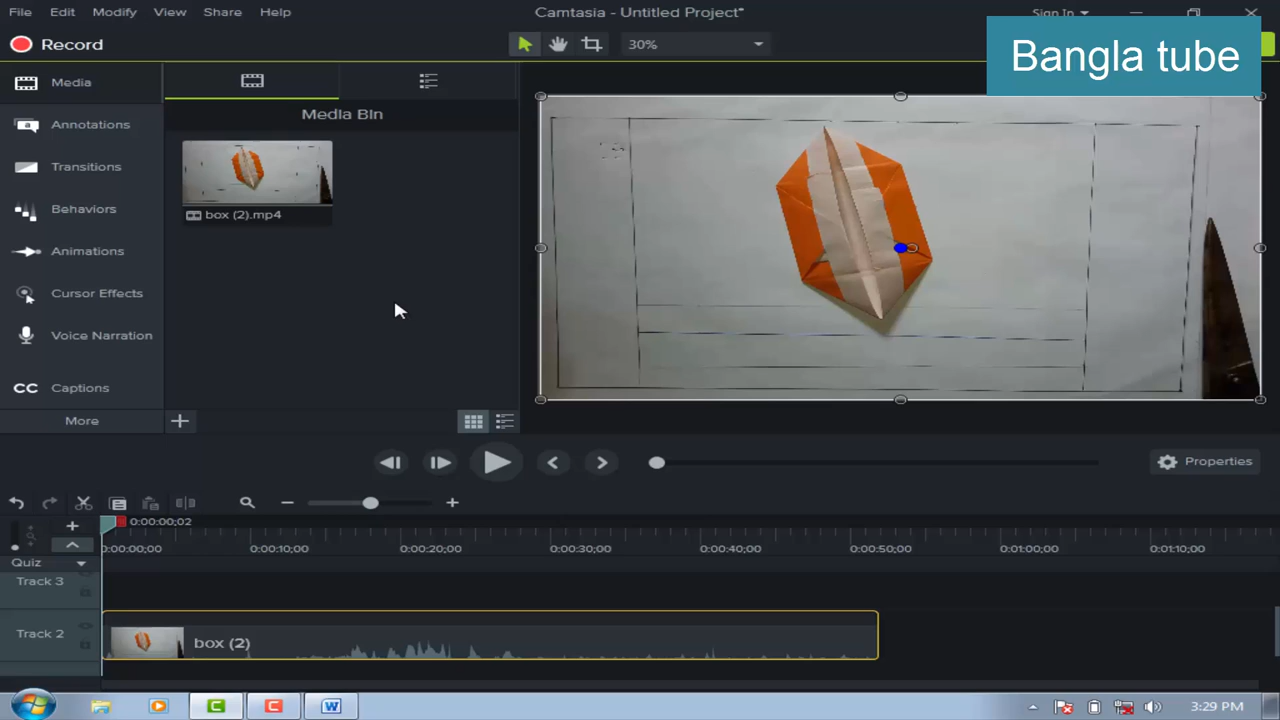 File Edit Modify View Share Help Camtasia - Untitled Project* Sign In
Bangla tube
Record 30%
Media
Media Bin
Annotations
Transitions
box (2).mp4
Behaviors
Animations
Cursor Effects
Voice Narration
CC Captions
More
Properties
0:00:00;02
0:00:00;00 0:00:10;00 0:00:20;00 0:00:30;00 0:00:40;00 0:00:50;00 0:01:00;00 0:01:10;00
Quiz
Track 3
Track 2 box (2)
3:29 PM